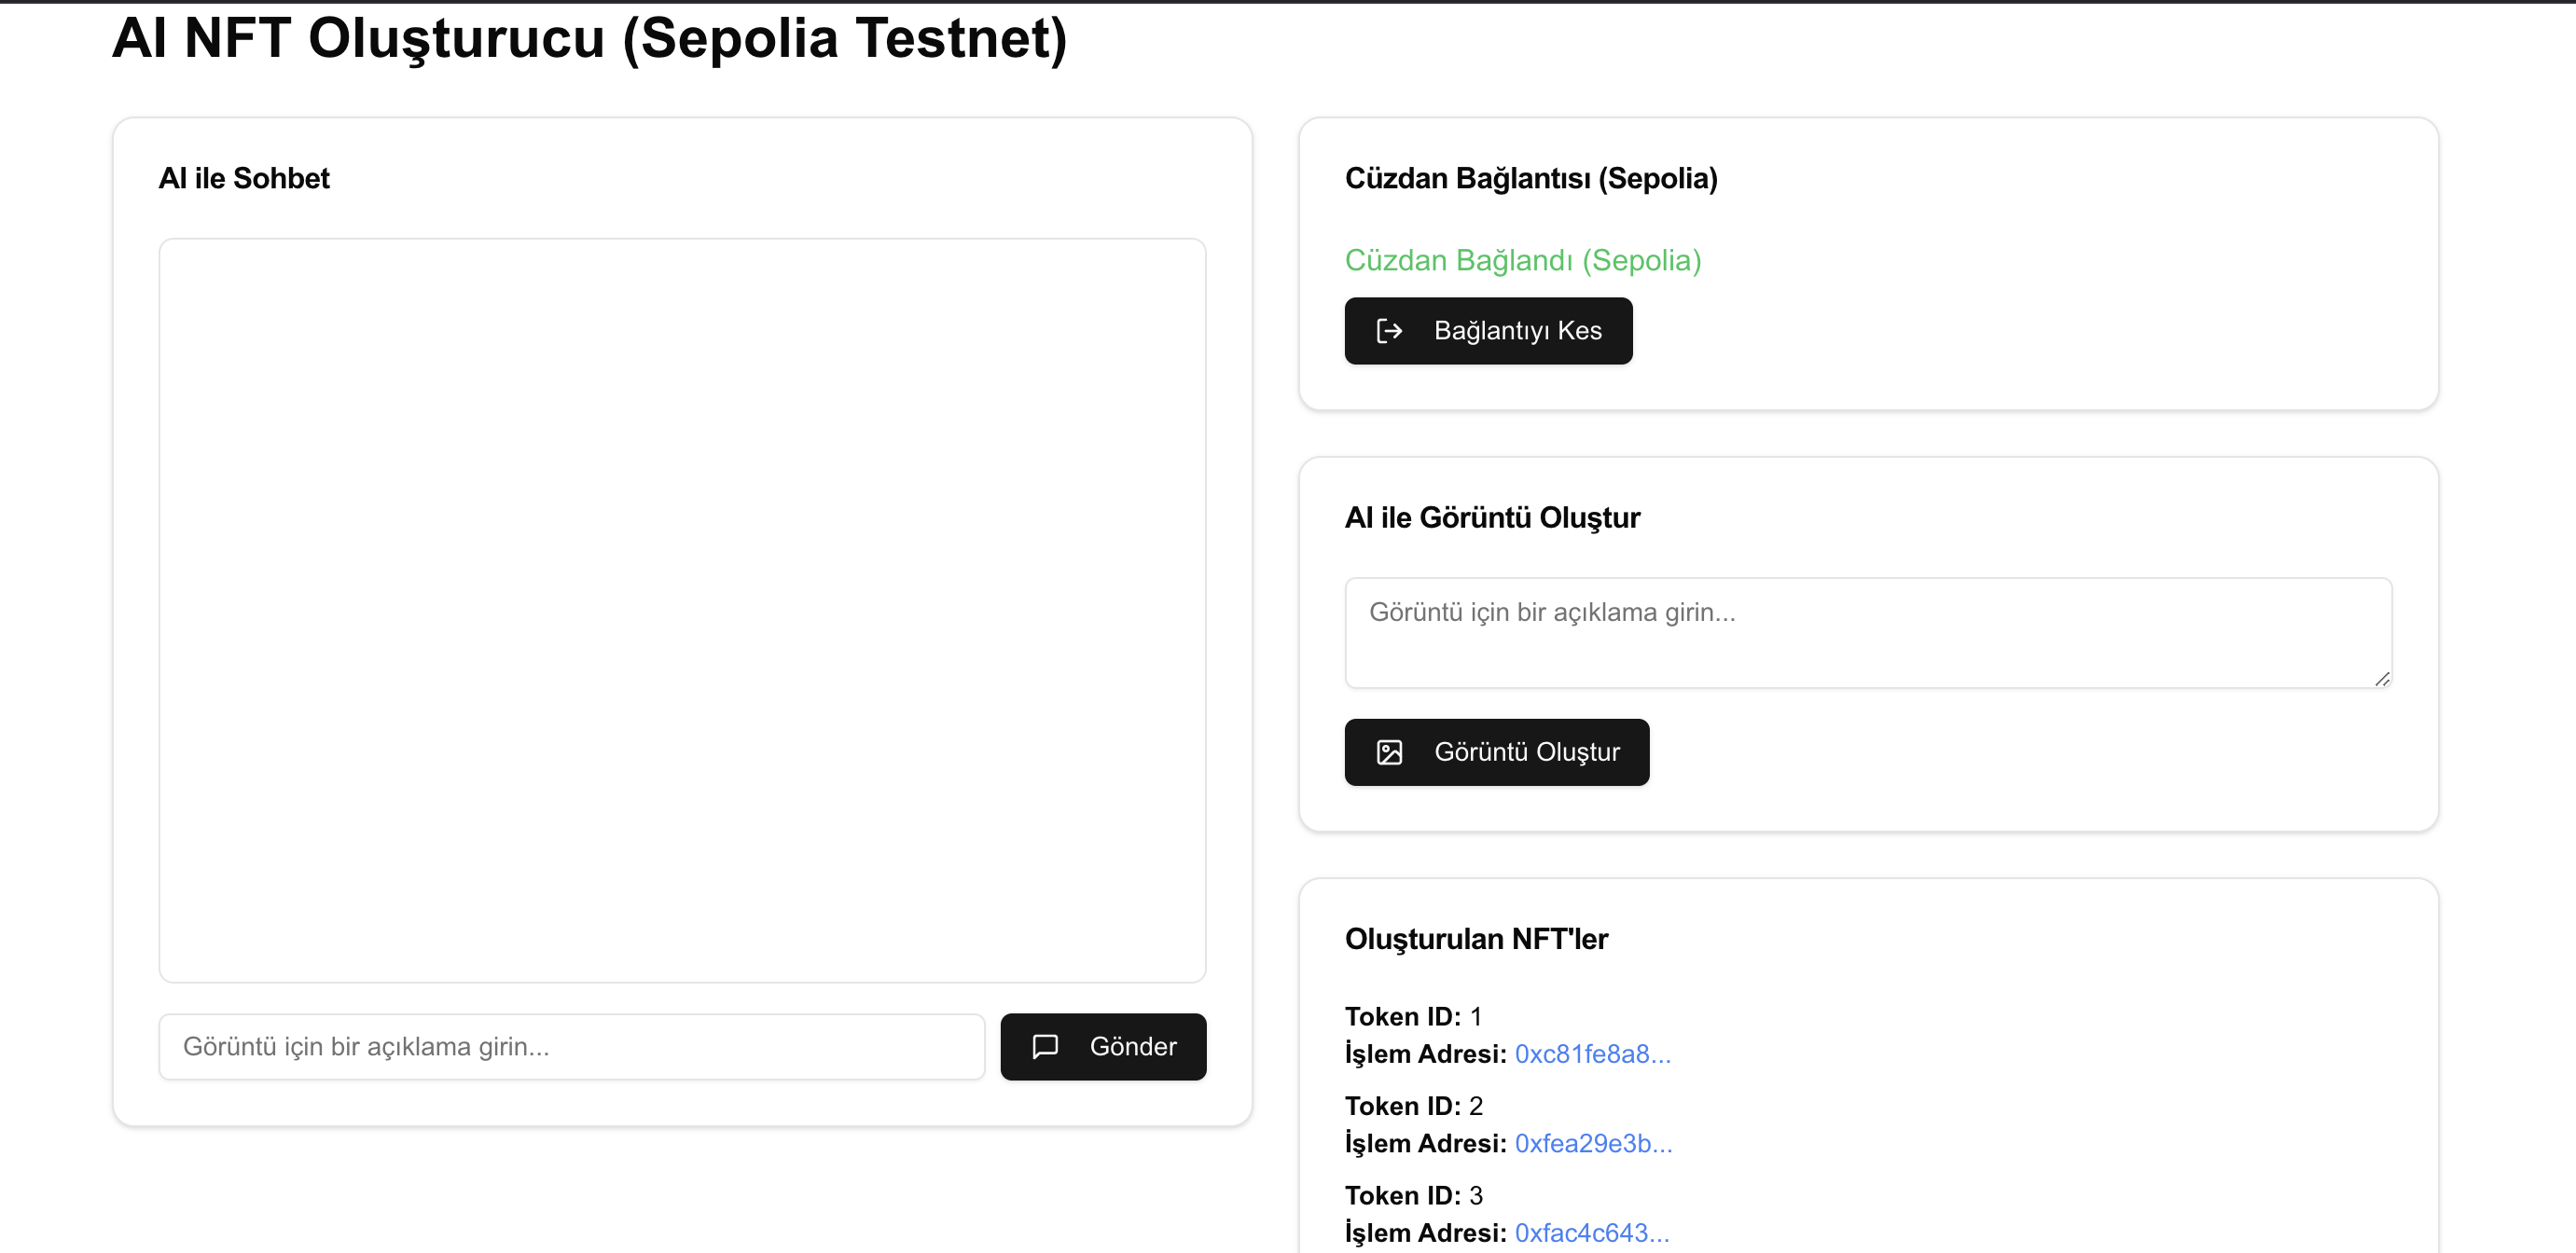 AI NFT Oluşturucu (Sepolia Testnet)
AI ile Sohbet
Görüntü için bir açıklama girin...
Gönder
Cüzdan Bağlantısı (Sepolia)
Cüzdan Bağlandı (Sepolia)
Bağlantıyı Kes
AI ile Görüntü Oluştur
Görüntü için bir açıklama girin...
Görüntü Oluştur
Oluşturulan NFT'ler
Token ID: 1
İşlem Adresi: 0xc81fe8a8...
Token ID: 2
İşlem Adresi: 0xfea29e3b...
Token ID: 3
İşlem Adresi: 0xfac4c643...